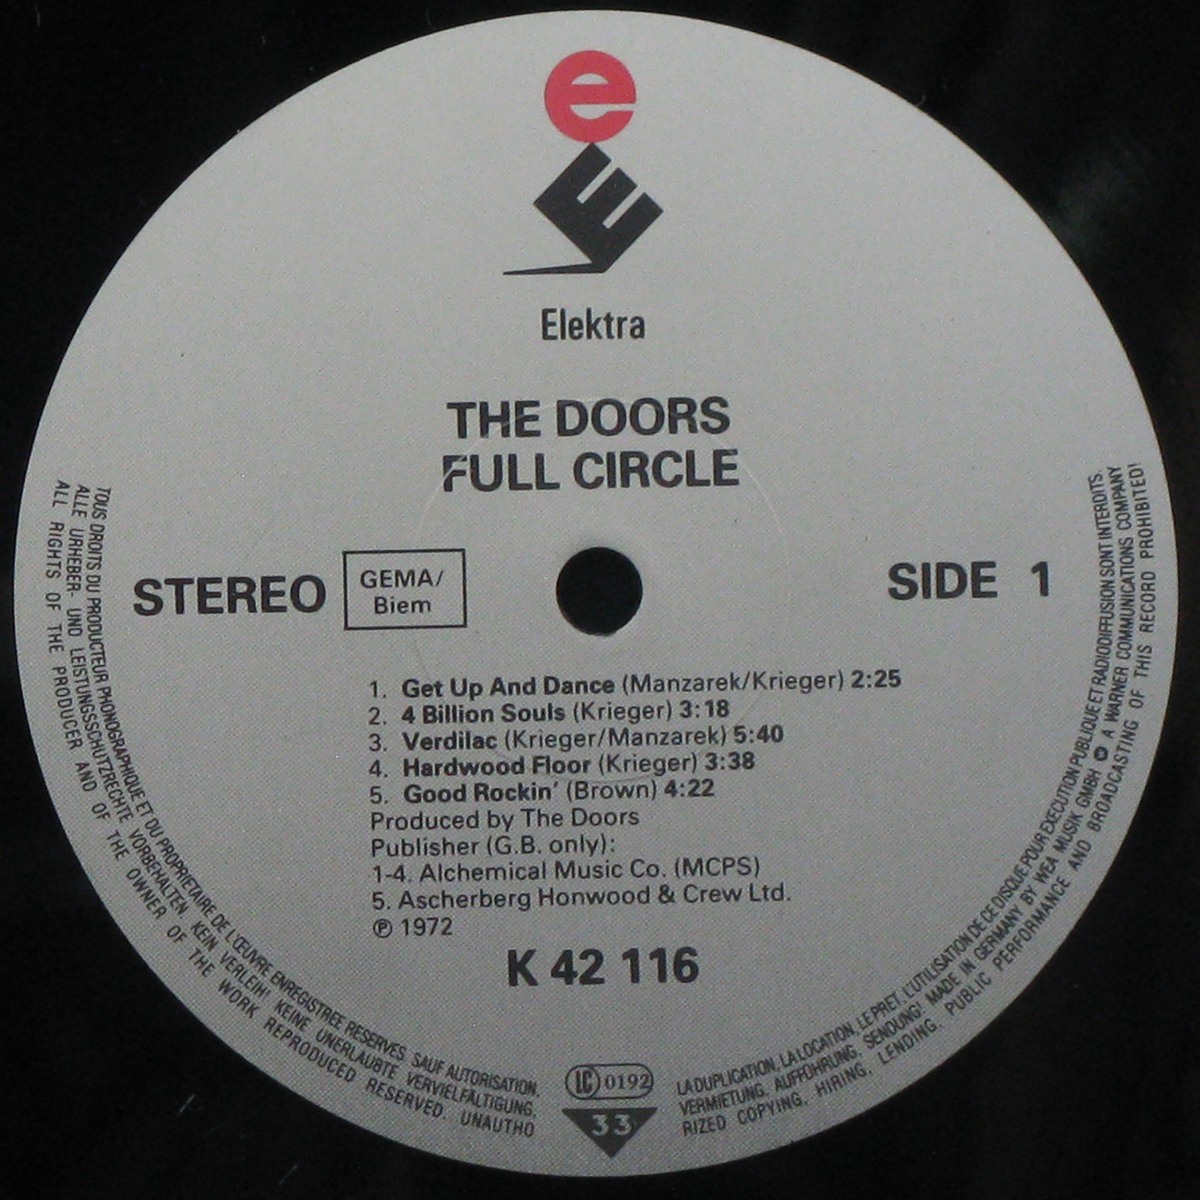 e
E
Elektra
THE DOORS
FULL CIRCLE
STEREO
GEMA/
Biem
SIDE 1
1. Get Up And Dance (Manzarek/Krieger) 2:25
2. 4 Billion Souls (Krieger) 3:18
3. Verdilac (Krieger/Manzarek) 5:40
4. Hardwood Floor (Krieger) 3:38
5. Good Rockin' (Brown) 4:22
Produced by The Doors
Publisher (G.B. only):
1-4. Alchemical Music Co. (MCPS)
5. Ascherberg Honwood & Crew Ltd.
℗ 1972
K 42 116
TOUS DROITS DU PRODUCTEUR PHONOGRAPHIQUE ET DU PROPRIETAIRE DE L'ŒUVRE ENREGISTREE RESERVES. SAUF AUTORISATION, LA DUPLICATION, LA LOCATION, LE PRET, L'UTILISATION DE CE DISQUE POUR EXECUTION PUBLIQUE ET RADIODIFFUSION SONT INTERDITS.
ALLE URHEBER- UND LEISTUNGSSCHUTZRECHTE VORBEHALTEN. KEIN VERLEIH! KEINE UNERLAUBTE VERVIELFÄLTIGUNG, VERMIETUNG, AUFFÜHRUNG, SENDUNG! MADE IN GERMANY BY WEA MUSIK GMBH A WARNER COMMUNICATIONS COMPANY
ALL RIGHTS OF THE PRODUCER AND OF THE OWNER OF THE WORK REPRODUCED RESERVED. UNAUTHORIZED COPYING, HIRING, LENDING, PUBLIC PERFORMANCE AND BROADCASTING OF THIS RECORD PROHIBITED!
LC 0192
33